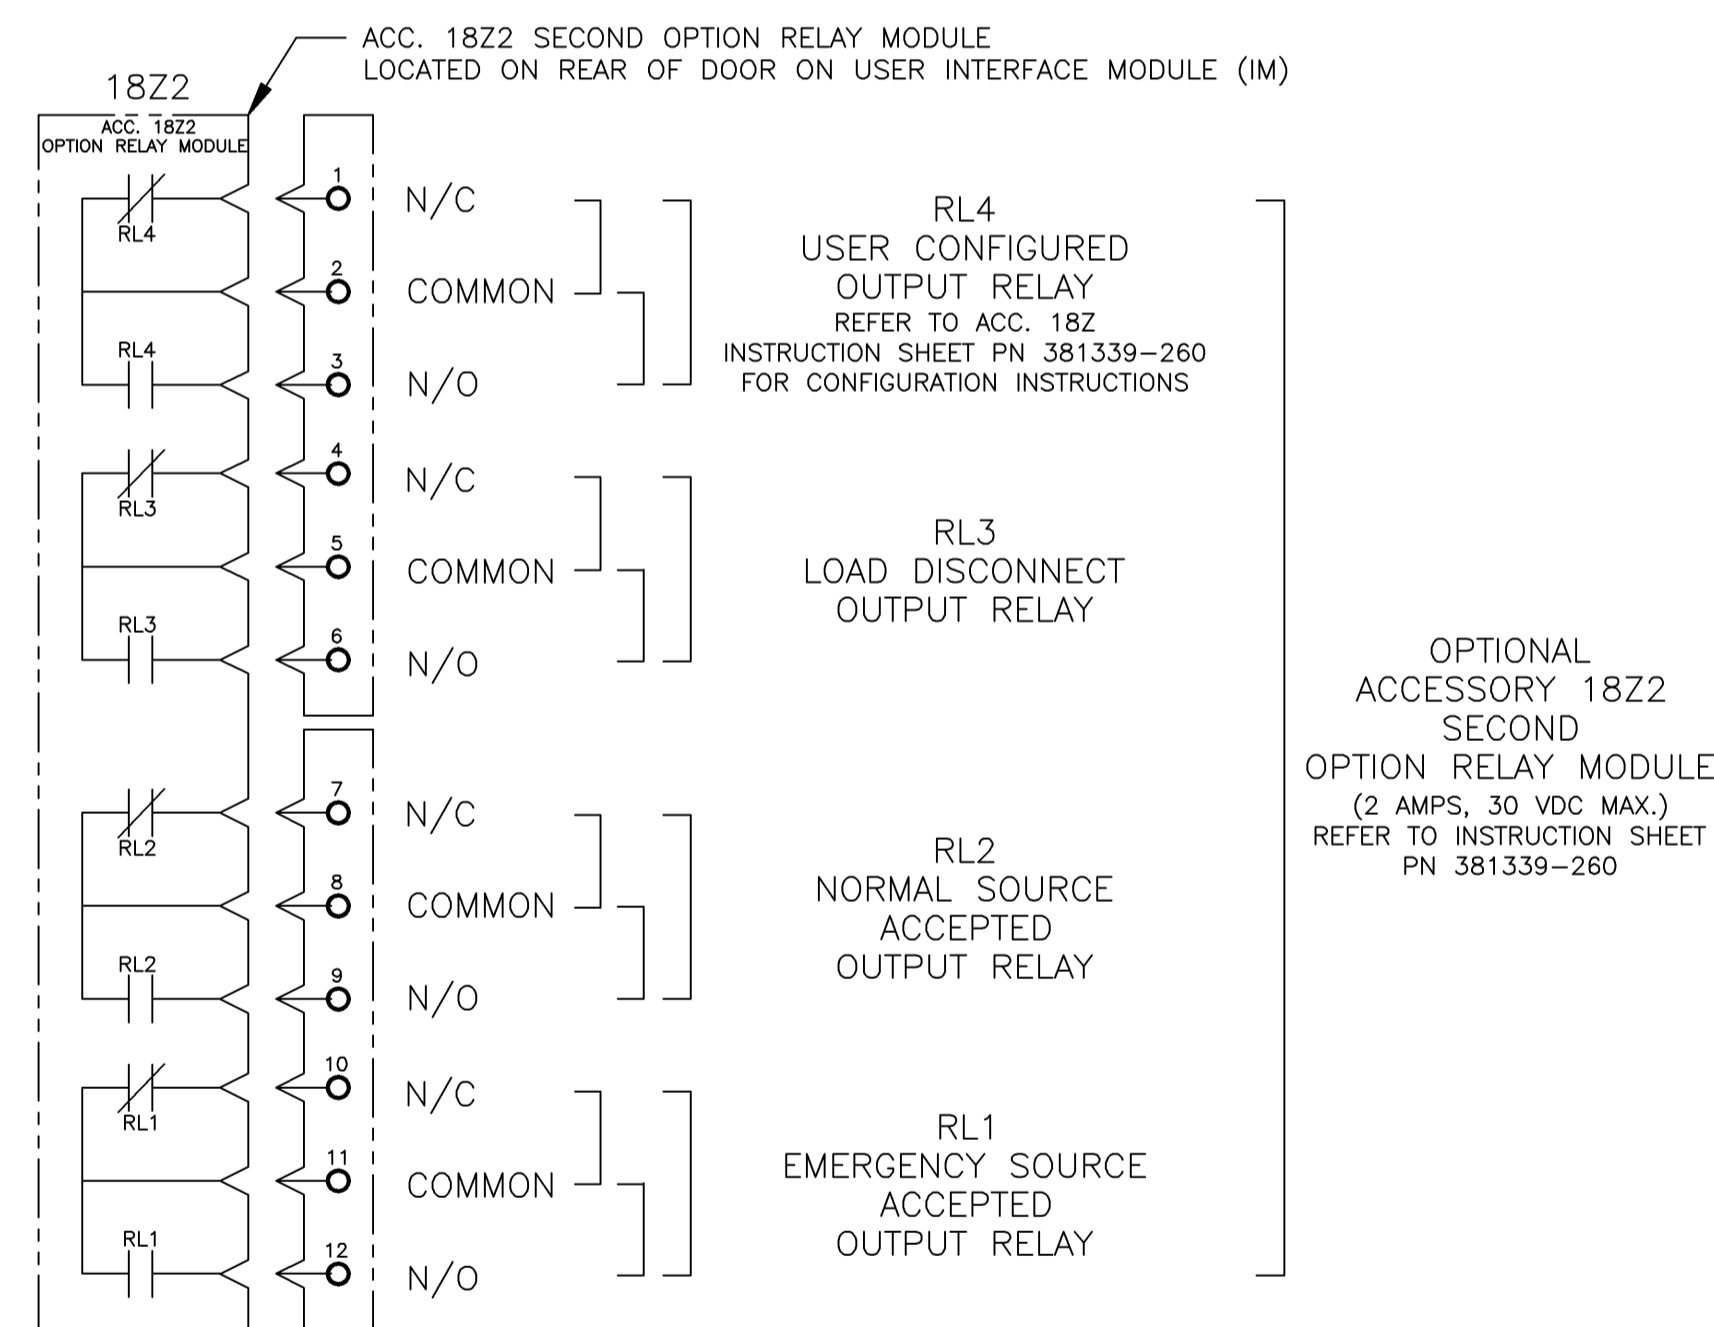 ACC. 18Z2 SECOND OPTION RELAY MODULE
LOCATED ON REAR OF DOOR ON USER INTERFACE MODULE (IM)
18Z2
ACC. 18Z2
OPTION RELAY MODULE
RL4
RL4
1
N/C
2
COMMON
3
N/O
RL4
USER CONFIGURED
OUTPUT RELAY
REFER TO ACC. 18Z
INSTRUCTION SHEET PN 381339-260
FOR CONFIGURATION INSTRUCTIONS
RL3
RL3
4
N/C
5
COMMON
6
N/O
RL3
LOAD DISCONNECT
OUTPUT RELAY
RL2
RL2
7
N/C
8
COMMON
9
N/O
RL2
NORMAL SOURCE
ACCEPTED
OUTPUT RELAY
RL1
RL1
10
N/C
11
COMMON
12
N/O
RL1
EMERGENCY SOURCE
ACCEPTED
OUTPUT RELAY
OPTIONAL
ACCESSORY 18Z2
SECOND
OPTION RELAY MODULE
(2 AMPS, 30 VDC MAX.)
REFER TO INSTRUCTION SHEET
PN 381339-260